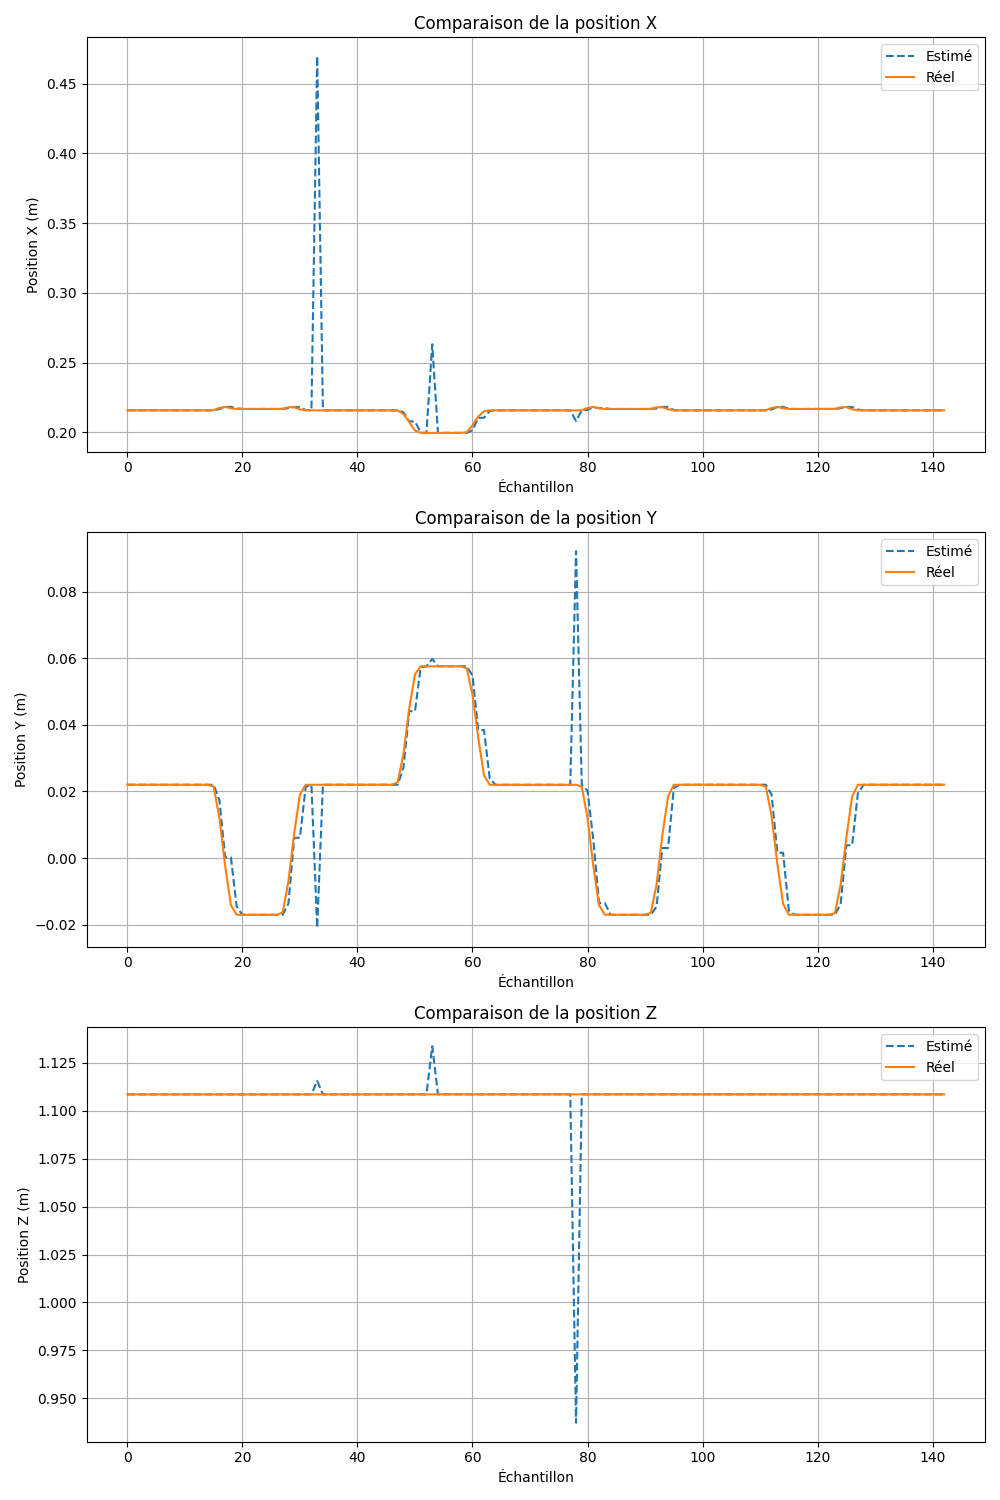 Comparaison de la position X
Position X (m)
0.45
0.40
0.35
0.30
0.25
0.20
Estimé
Réel
0 20 40 60 80 100 120 140
Échantillon
Comparaison de la position Y
Position Y (m)
0.08
0.06
0.04
0.02
0.00
−0.02
Estimé
Réel
0 20 40 60 80 100 120 140
Échantillon
Comparaison de la position Z
Position Z (m)
1.125
1.100
1.075
1.050
1.025
1.000
0.975
0.950
Estimé
Réel
0 20 40 60 80 100 120 140
Échantillon